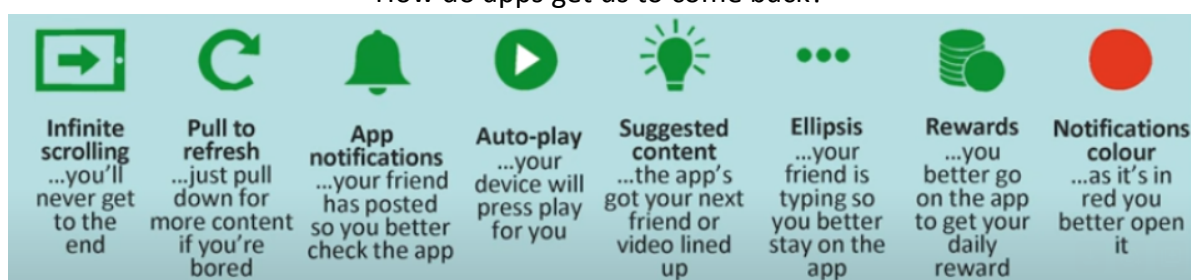 How do apps get us to come back?
Infinite
scrolling
...you'll
never get
to the
end
Pull to
refresh
...just pull
down for
more content
if you're
bored
App
notifications
...your friend
has posted
so you better
check the app
Auto-play
...your
device will
press play
for you
Suggested
content
...the app's
got your next
friend or
video lined
up
Ellipsis
...your
friend is
typing so
you better
stay on the
app
Rewards
...you
better go
on the app
to get your
daily
reward
Notifications
colour
...as it's in
red you
better open
it